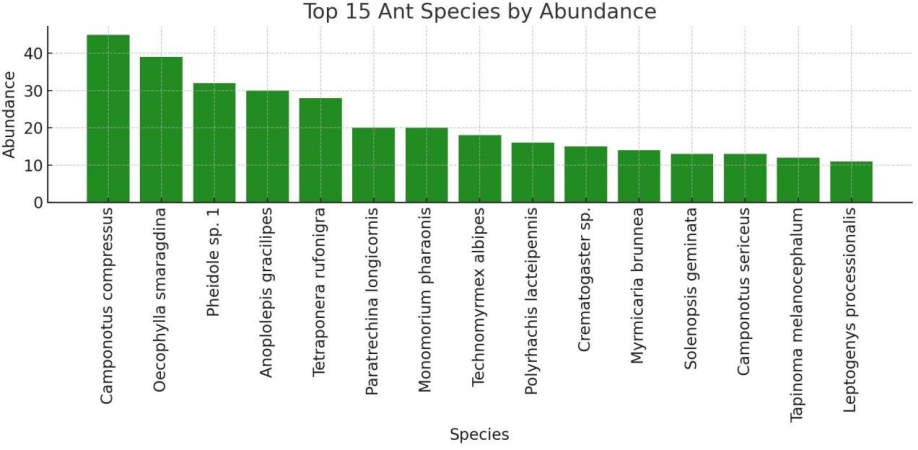 Top 15 Ant Species by Abundance
Abundance
40
30
20
10
0
Camponotus compressus
Oecophylla smaragdina
Pheidole sp. 1
Anoplolepis gracilipes
Tetraponera rufonigra
Paratrechina longicornis
Monomorium pharaonis
Technomyrmex albipes
Polyrhachis lacteipennis
Crematogaster sp.
Myrmicaria brunnea
Solenopsis geminata
Camponotus sericeus
Tapinoma melanocephalum
Leptogenys processionalis
Species